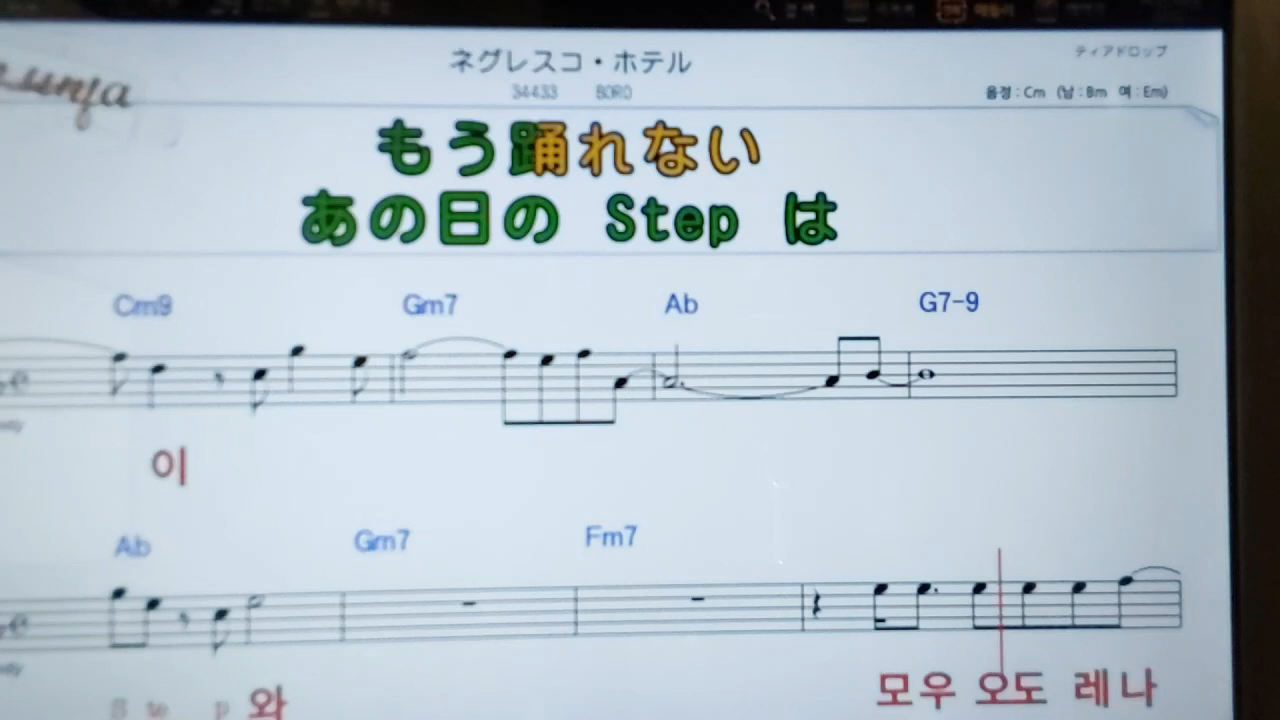 ネグレスコ・ホテル
ティアドロップ
34433 BORO
음정 : Cm (남 : Bm 여 : Em)
もう踊れない
あの日の Step は
Cm9 Gm7 Ab G7-9
이
Ab Gm7 Fm7
S te p 와 모우 오도 레나